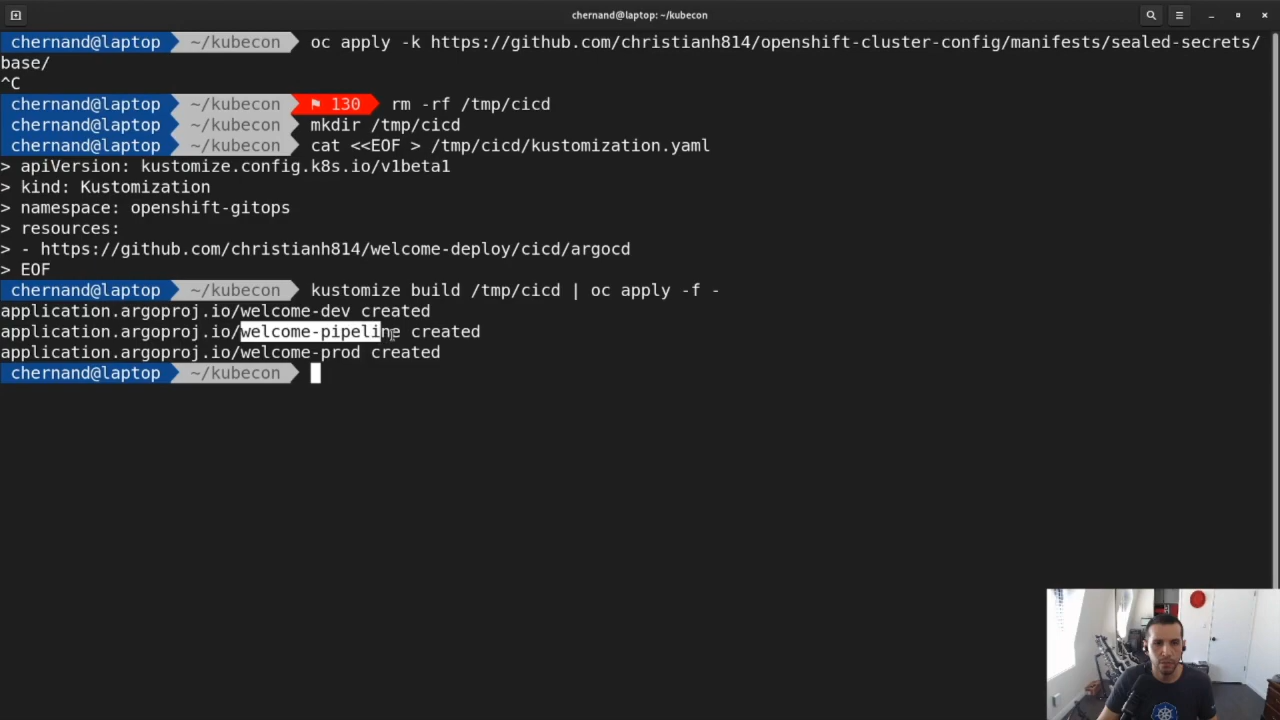 chernand@laptop: ~/kubecon
chernand@laptop ~/kubecon oc apply -k https://github.com/christianh814/openshift-cluster-config/manifests/sealed-secrets/
base/
^C
chernand@laptop ~/kubecon 130 rm -rf /tmp/cicd
chernand@laptop ~/kubecon mkdir /tmp/cicd
chernand@laptop ~/kubecon cat <<EOF > /tmp/cicd/kustomization.yaml
> apiVersion: kustomize.config.k8s.io/v1beta1
> kind: Kustomization
> namespace: openshift-gitops
> resources:
> - https://github.com/christianh814/welcome-deploy/cicd/argocd
> EOF
chernand@laptop ~/kubecon kustomize build /tmp/cicd | oc apply -f -
application.argoproj.io/welcome-dev created
application.argoproj.io/welcome-pipeline created
application.argoproj.io/welcome-prod created
chernand@laptop ~/kubecon